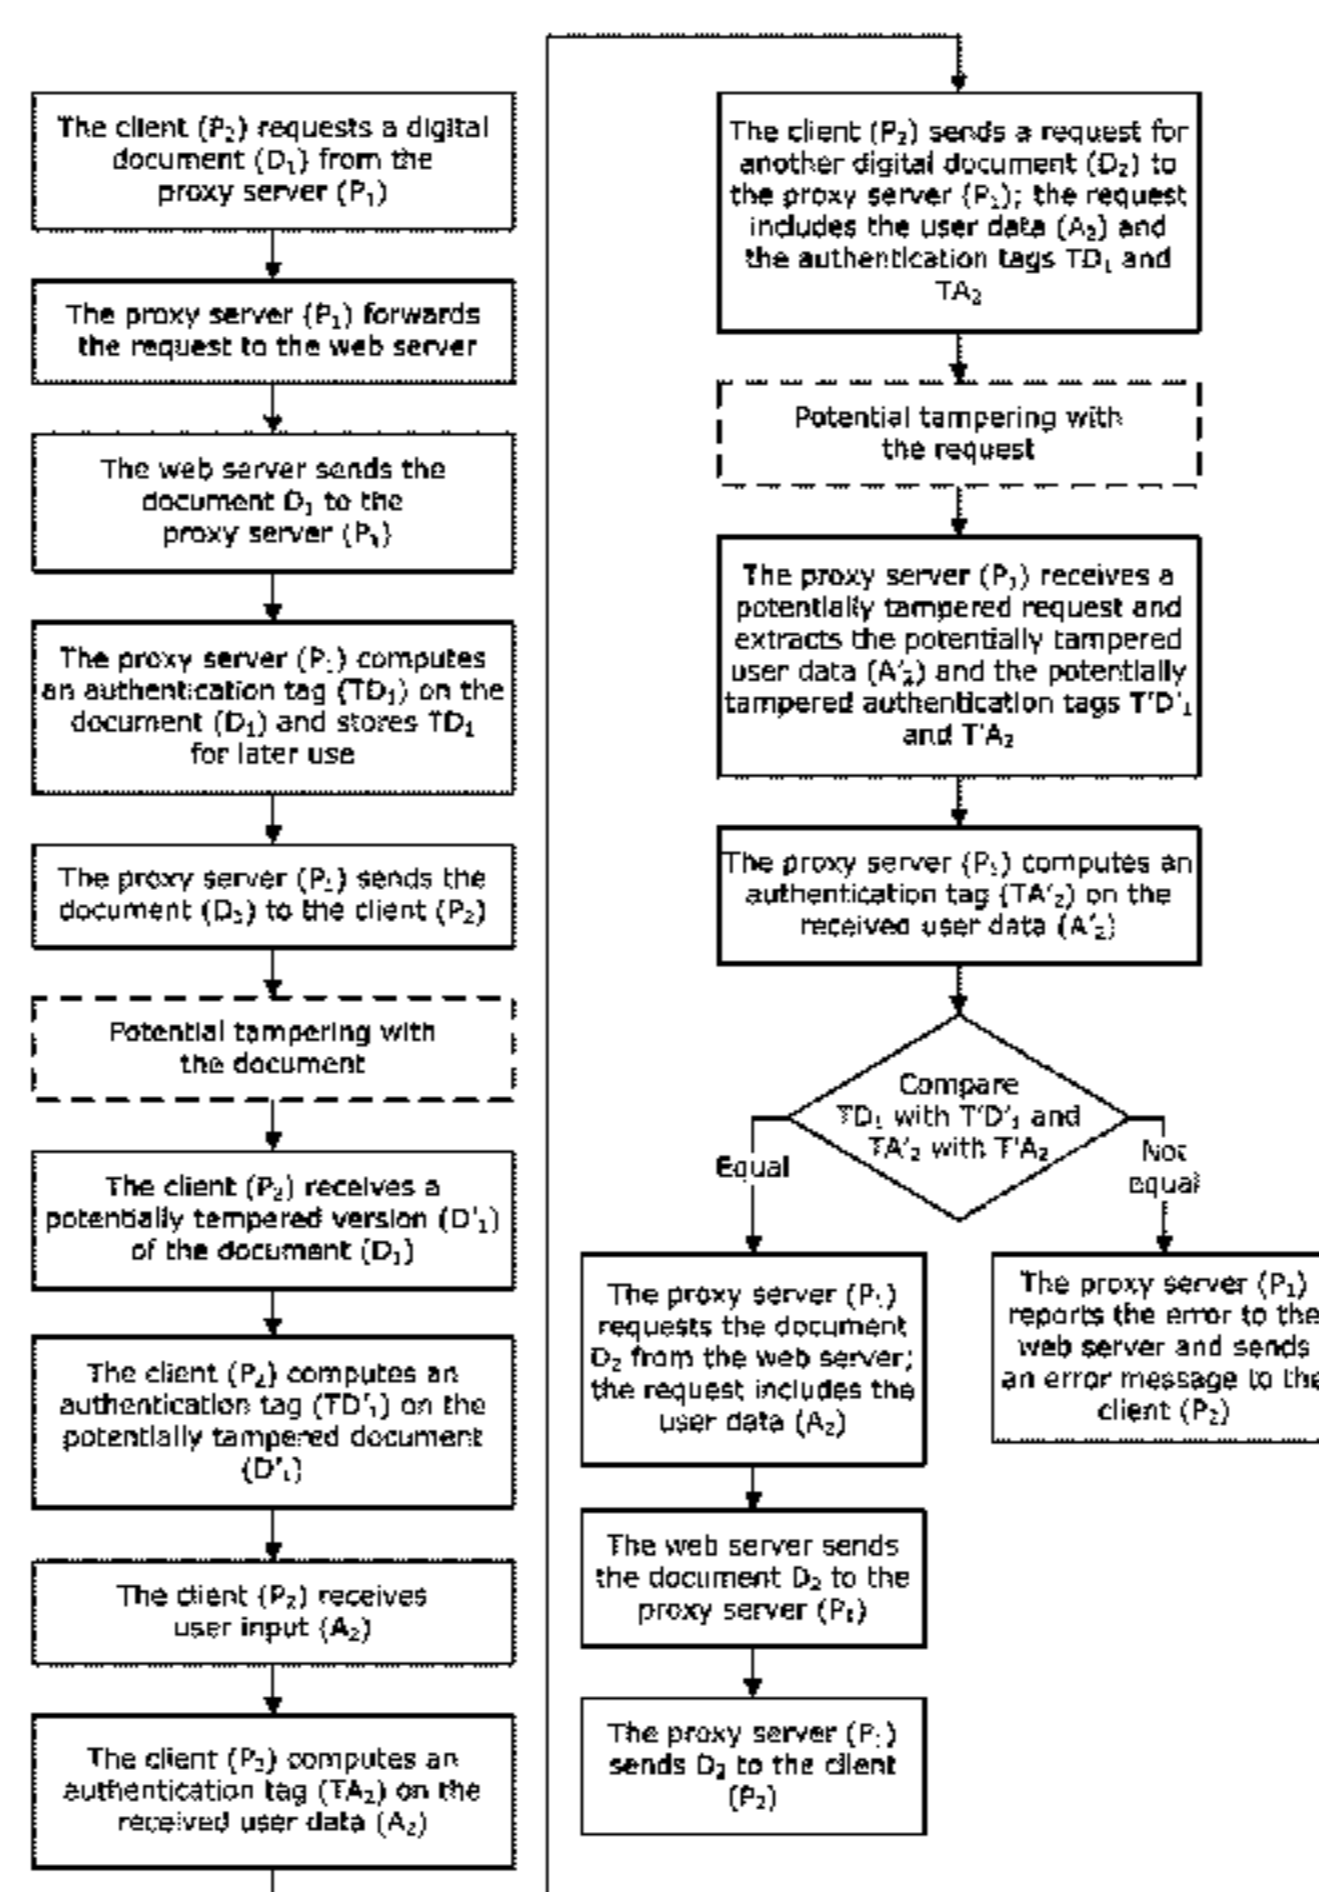 The client (P₂) requests a digital
document (D₁) from the
proxy server (P₁)
The proxy server (P₁) forwards
the request to the web server
The web server sends the
document D₁ to the
proxy server (P₁)
The proxy server (P₁) computes
an authentication tag (TD₁) on the
document (D₁) and stores TD₁
for later use
The proxy server (P₁) sends the
document (D₁) to the client (P₂)
Potential tampering with
the document
The client (P₂) receives a
potentially tempered version (D'₁)
of the document (D₁)
The client (P₂) computes an
authentication tag (TD'₁) on the
potentially tampered document
(D'₁)
The client (P₂) receives
user input (A₂)
The client (P₂) computes an
authentication tag (TA₂) on the
received user data (A₂)
The client (P₂) sends a request for
another digital document (D₂) to
the proxy server (P₁); the request
includes the user data (A₂) and
the authentication tags TD₁ and
TA₂
Potential tampering with
the request
The proxy server (P₁) receives a
potentially tampered request and
extracts the potentially tampered
user data (A'₂) and the potentially
tampered authentication tags T'D'₁
and T'A₂
The proxy server (P₁) computes an
authentication tag (TA'₂) on the
received user data (A'₂)
Compare
TD₁ with T'D'₁ and
TA'₂ with T'A₂
Equal
Not
equal
The proxy server (P₁)
requests the document
D₂ from the web server;
the request includes the
user data (A₂)
The proxy server (P₁)
reports the error to the
web server and sends
an error message to the
client (P₂)
The web server sends
the document D₂ to the
proxy server (P₁)
The proxy server (P₁)
sends D₂ to the client
(P₂)